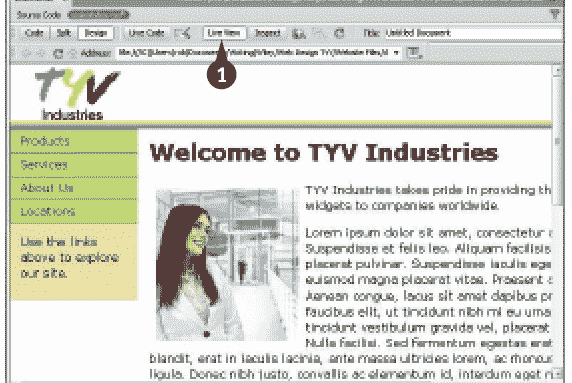 Source Code
Code Split Design Live Code Live View Inspect Title: Untitled Document
Address:
1
TYV
Industries
Products
Services
About Us
Locations
Use the links
above to explore
our site.
Welcome to TYV Industries
TYV Industries takes pride in providing th
widgets to companies worldwide.
Lorem ipsum dolor sit amet, consectetur
Suspendisse et felis leo. Aliquam facilisis
placerat pulvinar. Suspendisse iaculis ege
euismod magna placerat vitae. Praesent
Aenean congue, lacus sit amet dapibus pr
faucibus elit, ut tincidunt nibh mi eu urna
tincidunt vestibulum gravida vel, placerat
Nulla facilisi. Sed fermentum egestas erat
blandit, erat in iaculis lacinia, ante massa ultricies lorem, ac rhoncu
ligula. Donec nibh justo, convallis ac elementum id, interdum eget